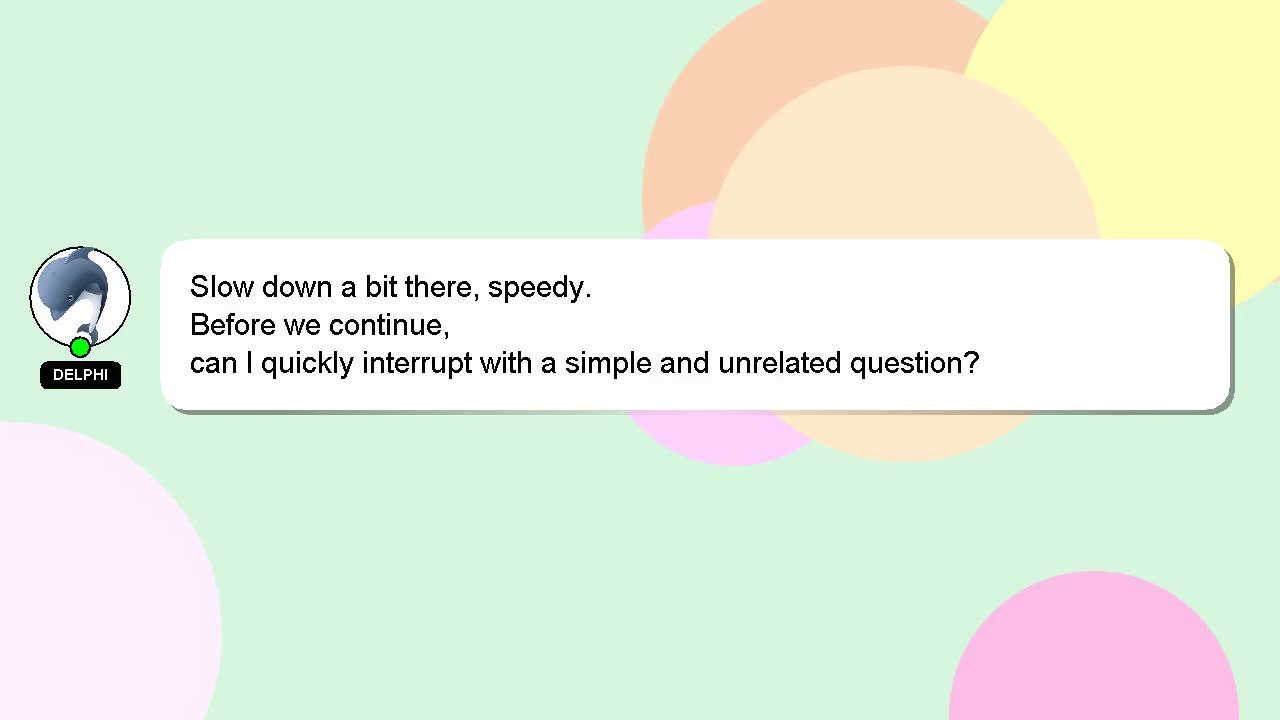 Slow down a bit there, speedy.
Before we continue,
can I quickly interrupt with a simple and unrelated question?
DELPHI